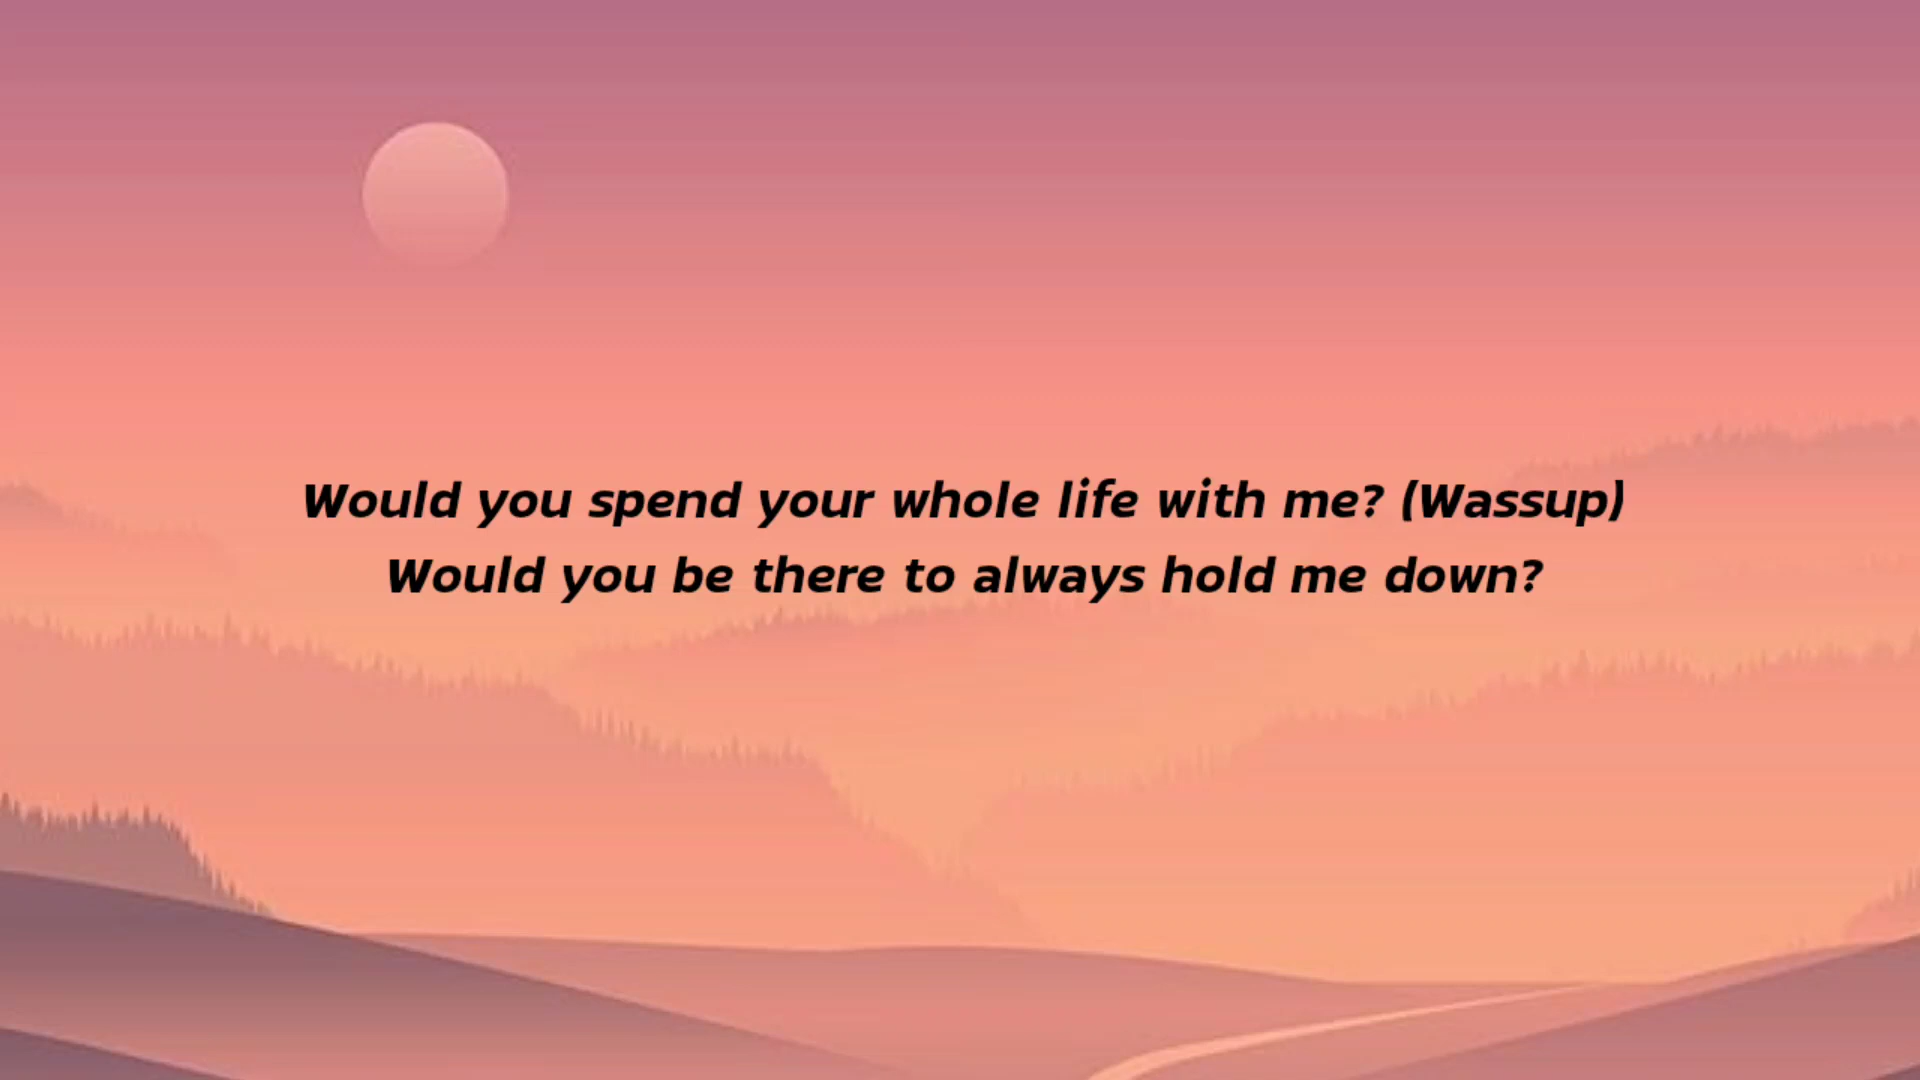 Would you spend your whole life with me? (Wassup)
Would you be there to always hold me down?